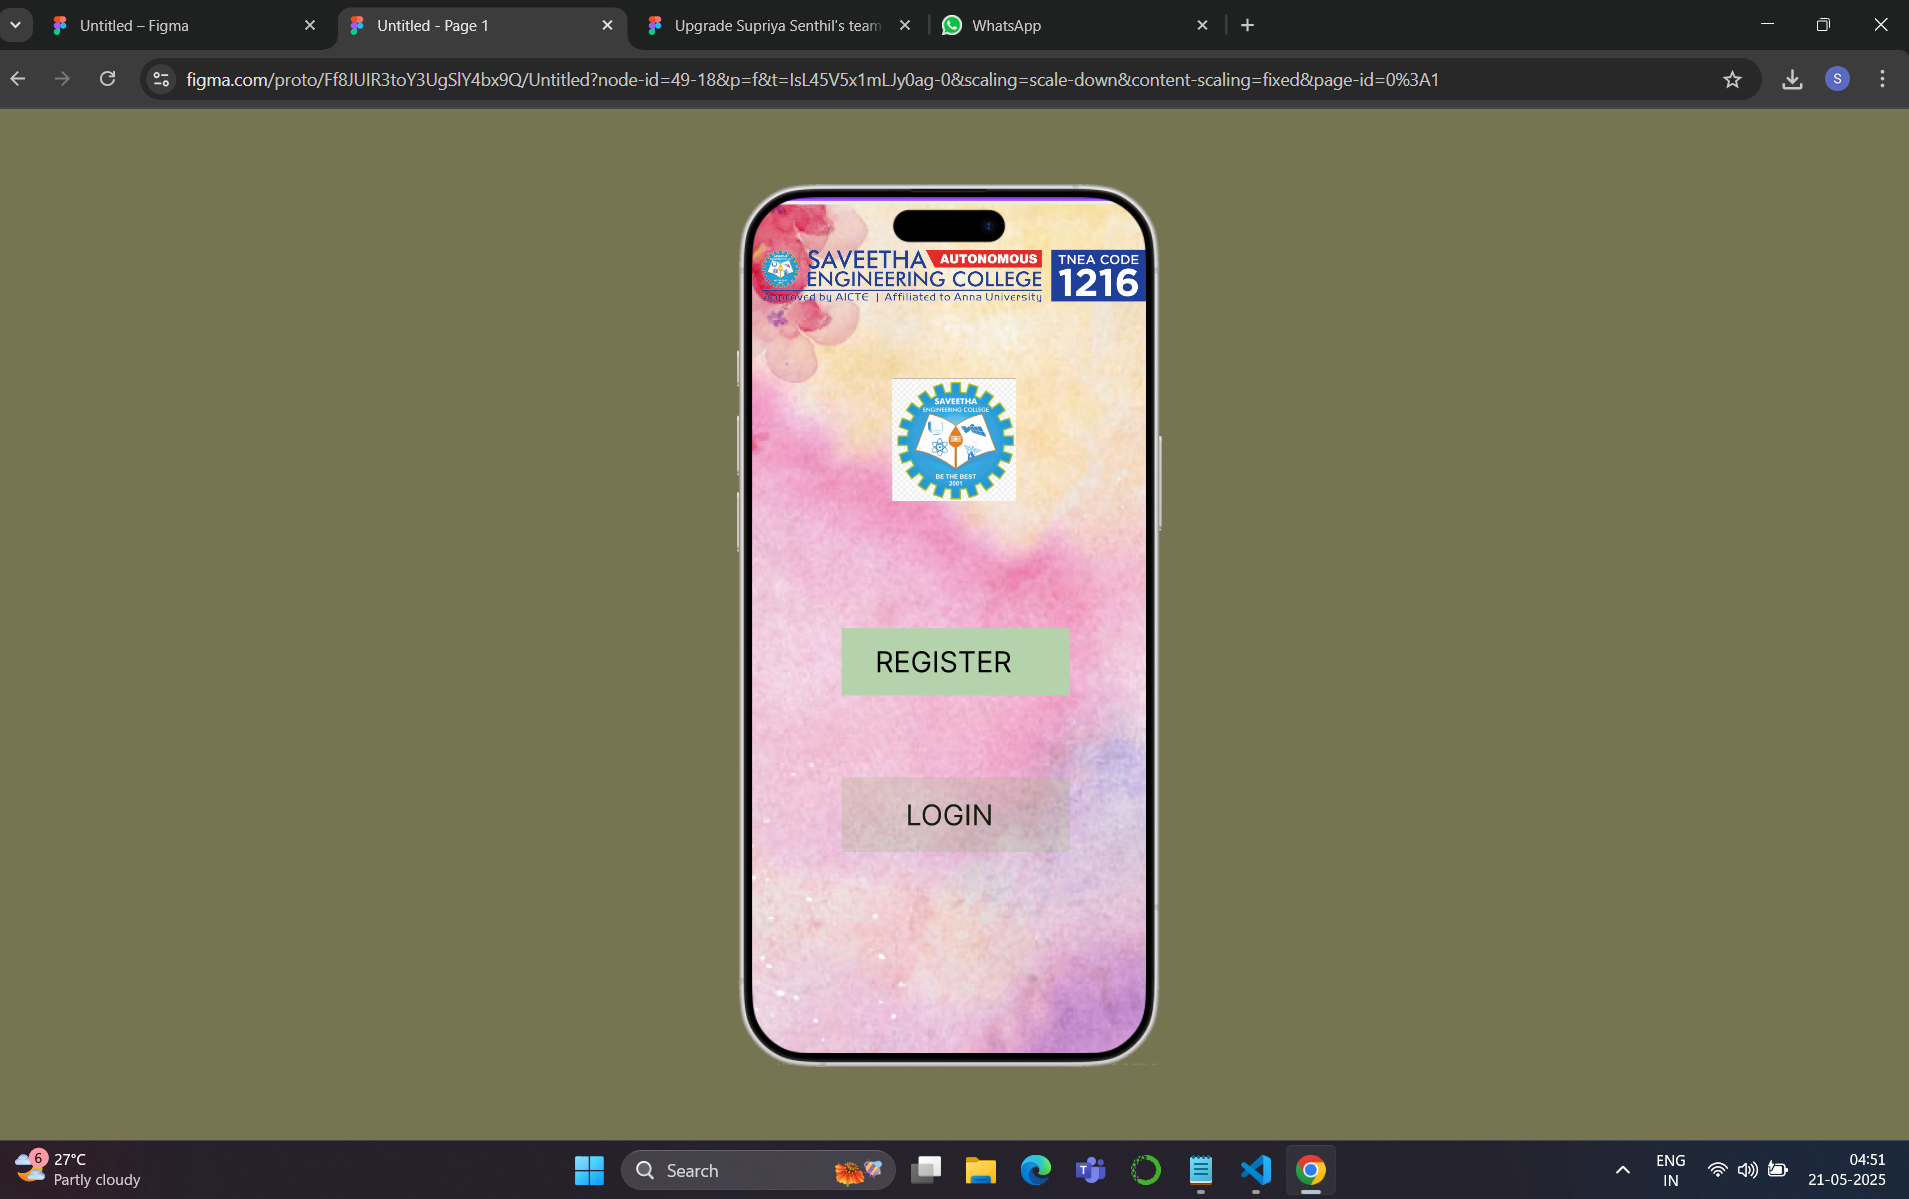 Untitled – Figma
Untitled - Page 1
Upgrade Supriya Senthil's team
WhatsApp
figma.com/proto/Ff8JUIR3toY3UgSlY4bx9Q/Untitled?node-id=49-18&p=f&t=IsL45V5x1mLJy0ag-0&scaling=scale-down&content-scaling=fixed&page-id=0%3A1
S
SAVEETHA AUTONOMOUS
ENGINEERING COLLEGE
Approved by AICTE | Affiliated to Anna University
TNEA CODE
1216
SAVEETHA
ENGINEERING COLLEGE
BE THE BEST
2001
REGISTER
LOGIN
6
27°C
Partly cloudy
Search
T
ENG
IN
04:51
21-05-2025